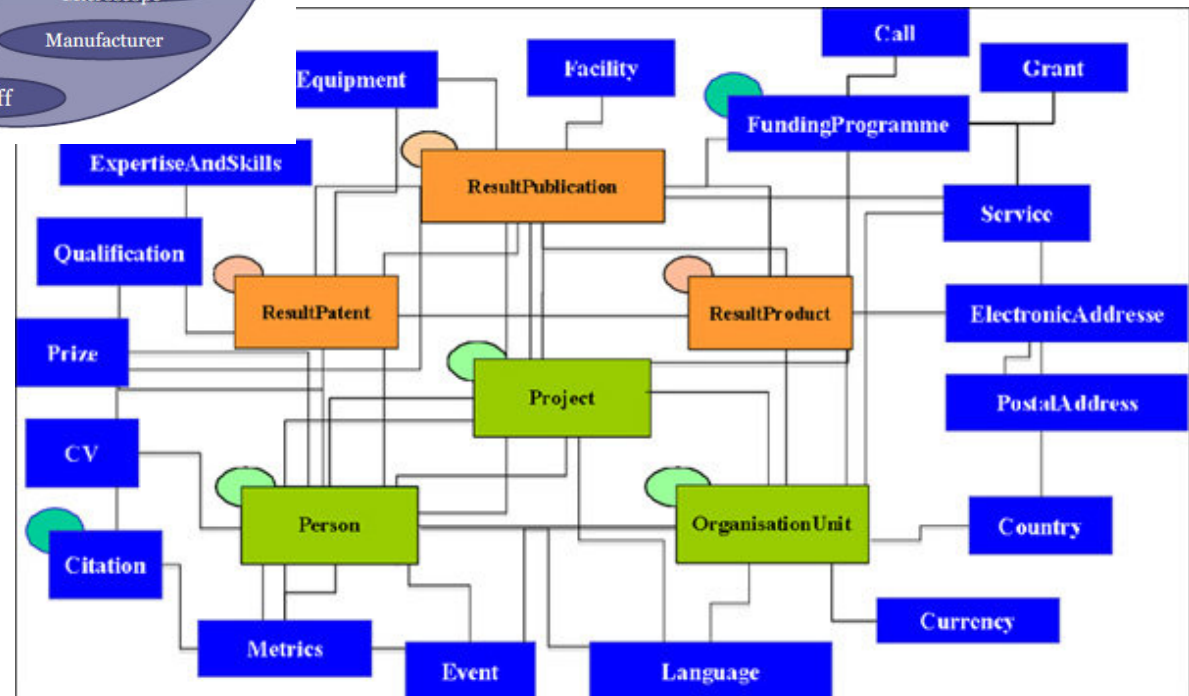 Manufacturer
ff
Call
Equipment
Facility
Grant
FundingProgramme
ExpertiseAndSkills
ResultPublication
Service
Qualification
ResultPatent
ResultProduct
ElectronicAddresse
Prize
Project
PostalAddress
CV
Person
OrganisationUnit
Country
Citation
Currency
Metrics
Event
Language